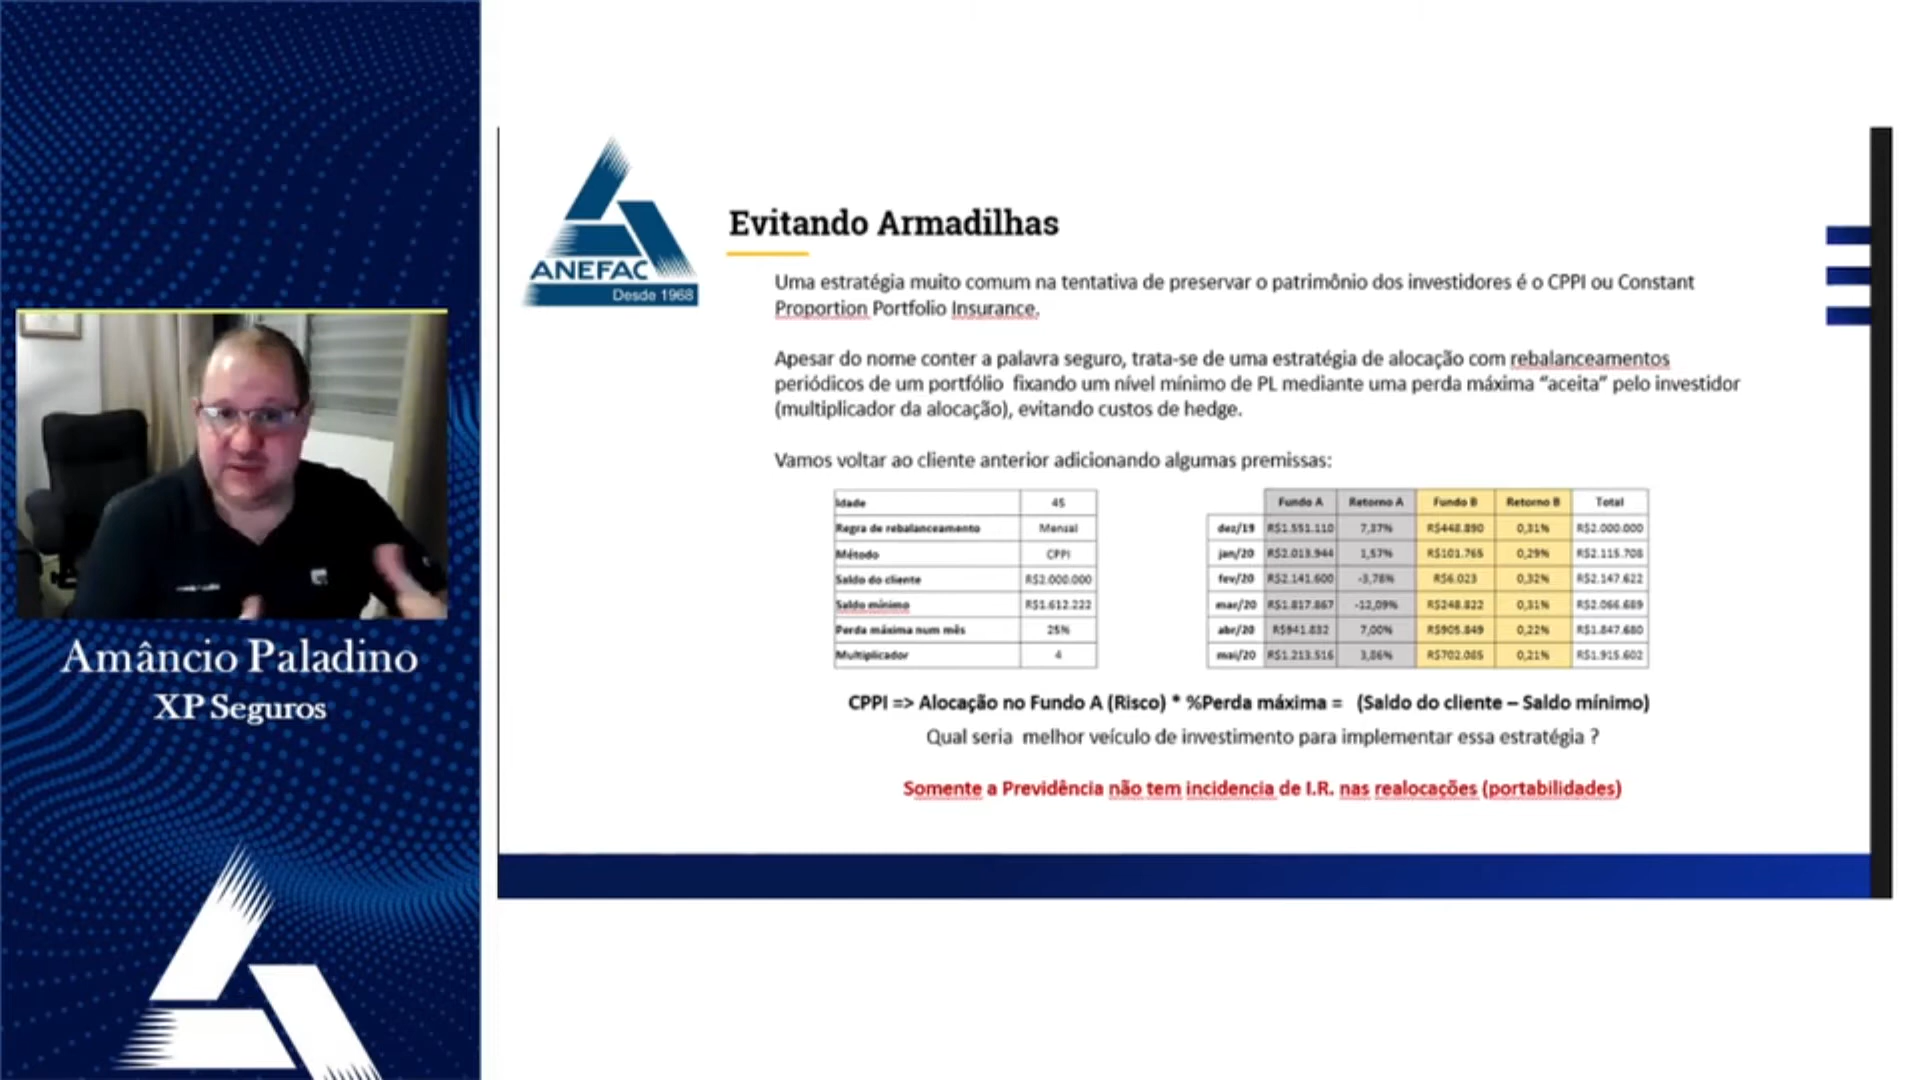 Amâncio Paladino
XP Seguros
ANEFAC
Desde 1968
Evitando Armadilhas
Uma estratégia muito comum na tentativa de preservar o patrimônio dos investidores é o CPPI ou Constant
Proportion Portfolio Insurance.
Apesar do nome conter a palavra seguro, trata-se de uma estratégia de alocação com rebalanceamentos
periódicos de um portfólio fixando um nível mínimo de PL mediante uma perda máxima “aceita” pelo investidor
(multiplicador da alocação), evitando custos de hedge.
Vamos voltar ao cliente anterior adicionando algumas premissas:
Idade 45
Regra de rebalanceamento Mensal
Método CPPI
Saldo do cliente R$2.000.000
Saldo mínimo R$1.612.222
Perda máxima num mês 25%
Multiplicador 4
Fundo A Retorno A Fundo B Retorno B Total
dez/19 R$1.551.110 7,37% R$448.890 0,31% R$2.000.000
jan/20 R$2.013.944 1,57% R$101.765 0,29% R$2.115.708
fev/20 R$2.141.600 -3,78% R$6.023 0,32% R$2.147.622
mar/20 R$1.817.867 -12,09% R$248.822 0,31% R$2.066.689
abr/20 R$941.832 7,00% R$905.849 0,22% R$1.847.680
mai/20 R$1.213.516 3,86% R$702.085 0,21% R$1.915.602
CPPI => Alocação no Fundo A (Risco) * %Perda máxima = (Saldo do cliente – Saldo mínimo)
Qual seria melhor veículo de investimento para implementar essa estratégia ?
Somente a Previdência não tem incidencia de I.R. nas realocações (portabilidades)